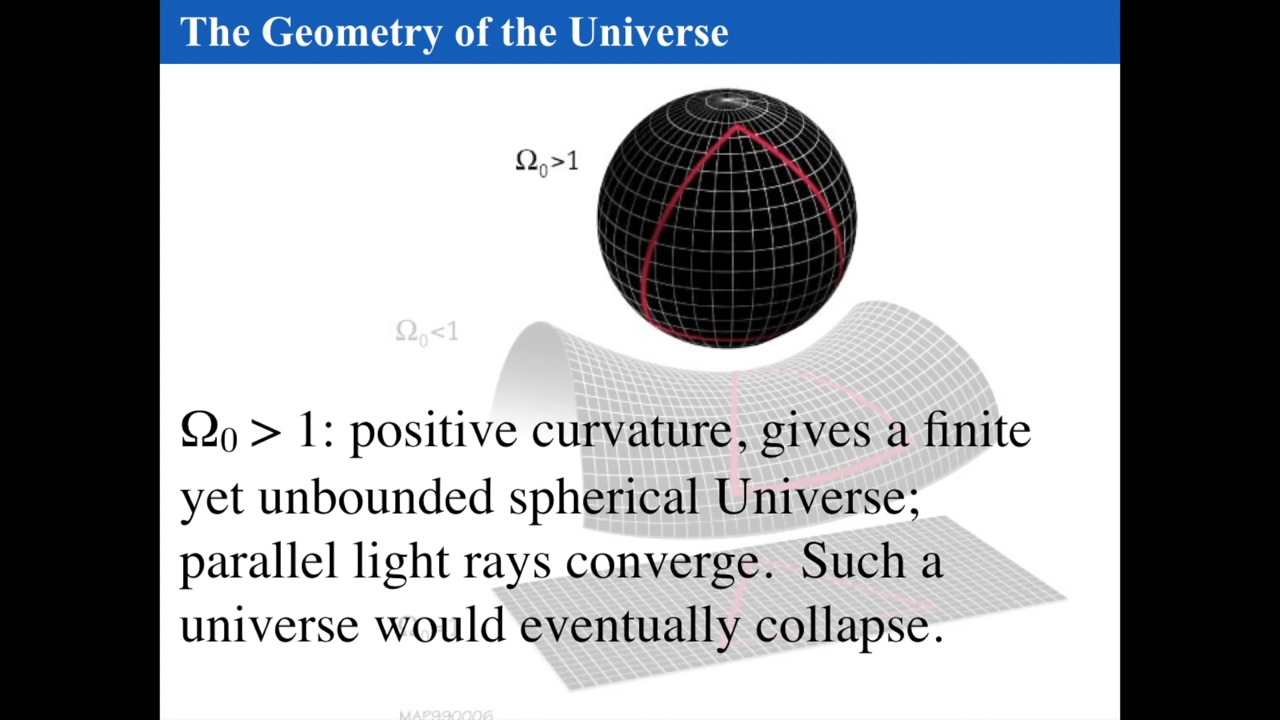 The Geometry of the Universe
Ω₀>1
Ω₀<1
Ω₀ > 1: positive curvature, gives a finite
yet unbounded spherical Universe;
parallel light rays converge. Such a
universe would eventually collapse.
MAP990006